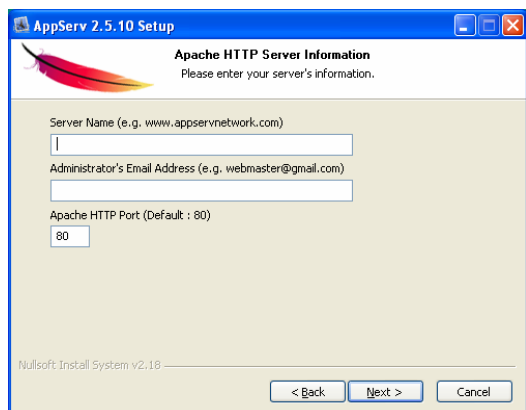 AppServ 2.5.10 Setup
Apache HTTP Server Information
Please enter your server's information.
Server Name (e.g. www.appservnetwork.com)
Administrator's Email Address (e.g. webmaster@gmail.com)
Apache HTTP Port (Default : 80)
80
Nullsoft Install System v2.18
< Back Next > Cancel